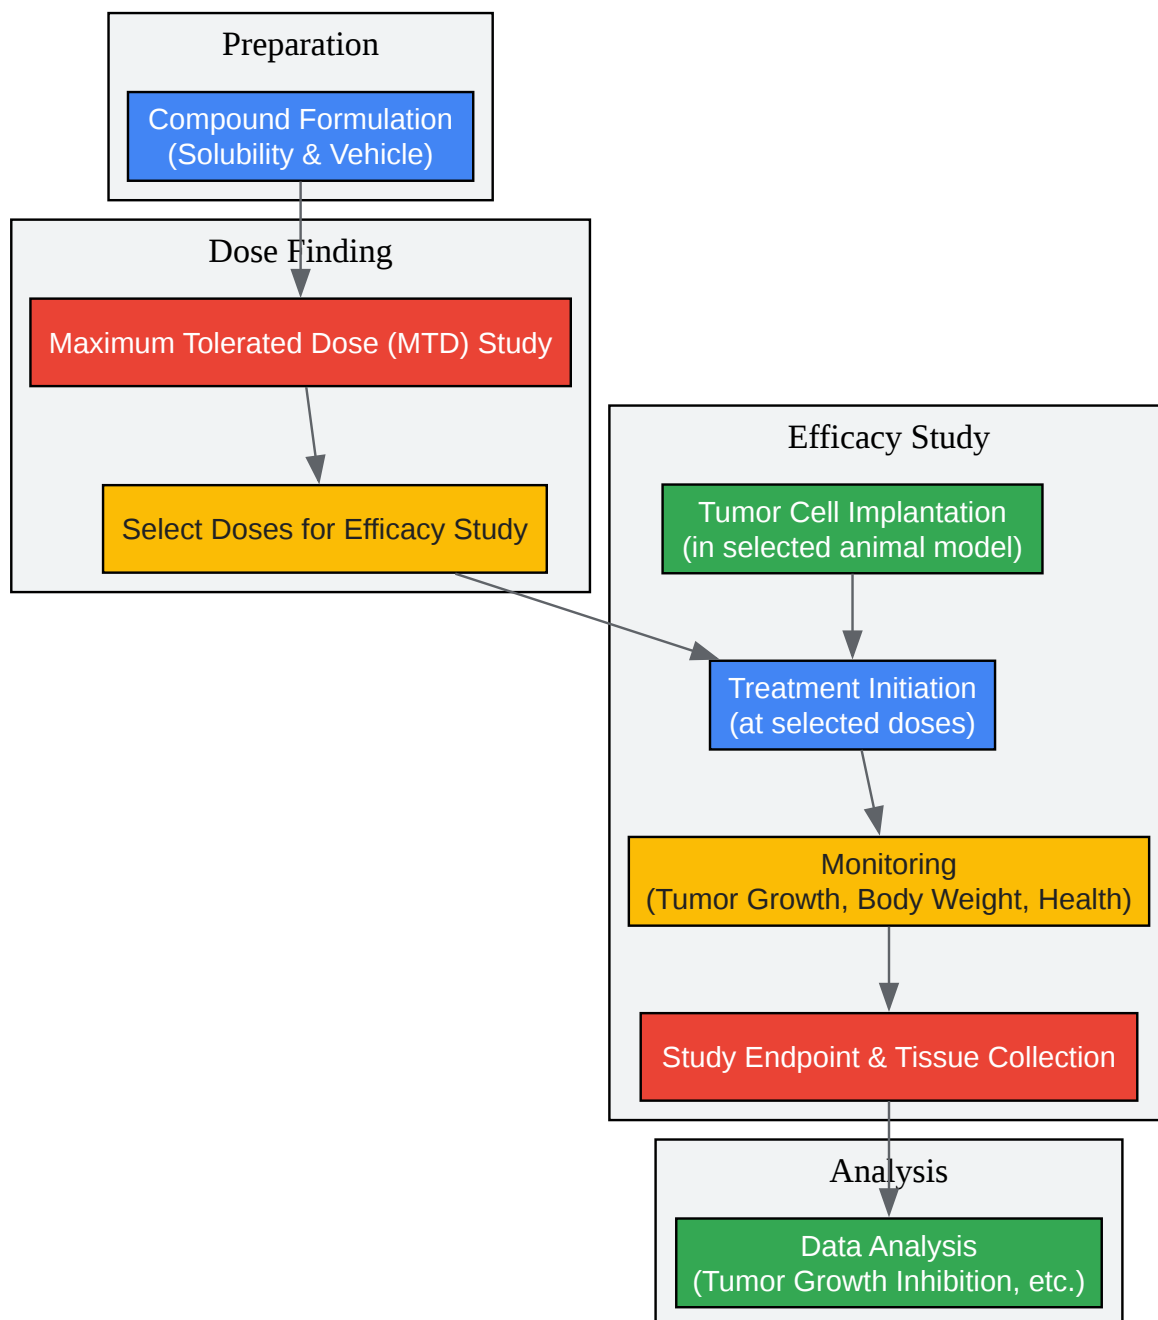 Preparation
Compound Formulation
(Solubility & Vehicle)
Dose Finding
Maximum Tolerated Dose (MTD) Study
Select Doses for Efficacy Study
Efficacy Study
Tumor Cell Implantation
(in selected animal model)
Treatment Initiation
(at selected doses)
Monitoring
(Tumor Growth, Body Weight, Health)
Study Endpoint & Tissue Collection
Analysis
Data Analysis
(Tumor Growth Inhibition, etc.)